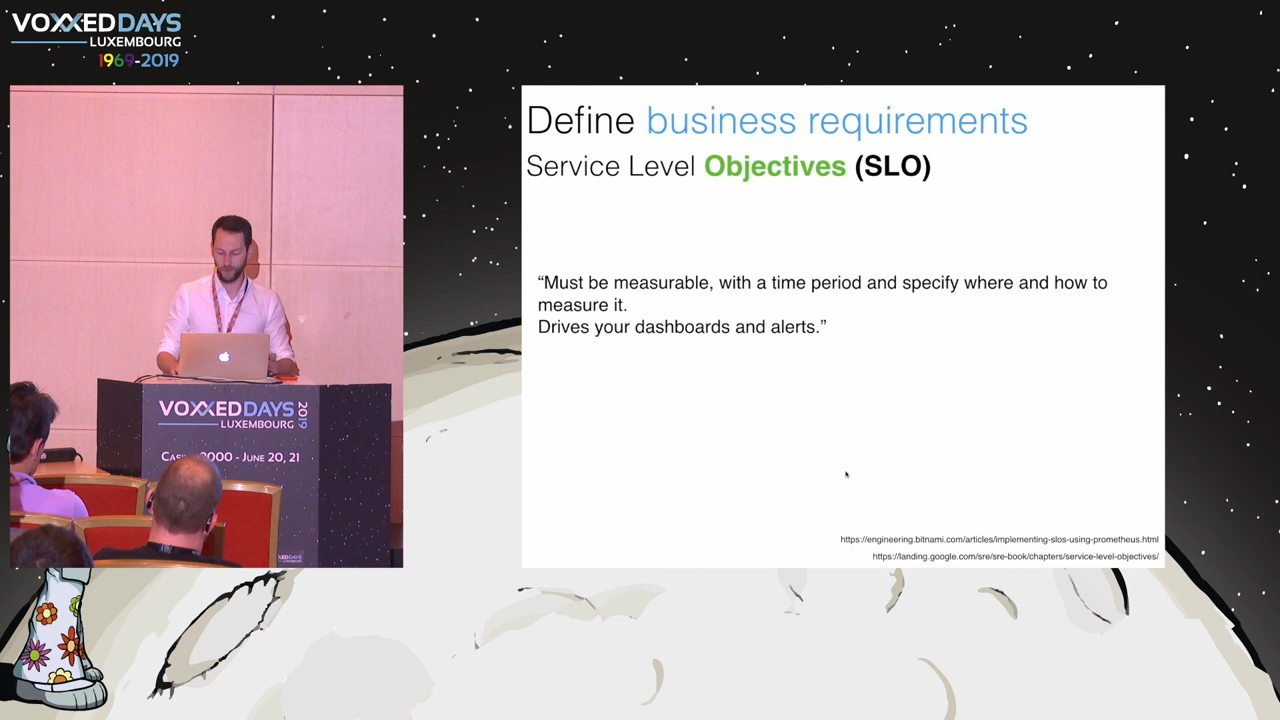 VOXXED DAYS
LUXEMBOURG
1969-2019
Define business requirements
Service Level Objectives (SLO)
“Must be measurable, with a time period and specify where and how to
measure it.
Drives your dashboards and alerts.”
https://engineering.bitnami.com/articles/implementing-slos-using-prometheus.html
https://landing.google.com/sre/sre-book/chapters/service-level-objectives/
VOXXED DAYS 2019
LUXEMBOURG
2000 - June 20, 21
VOXXED DAYS